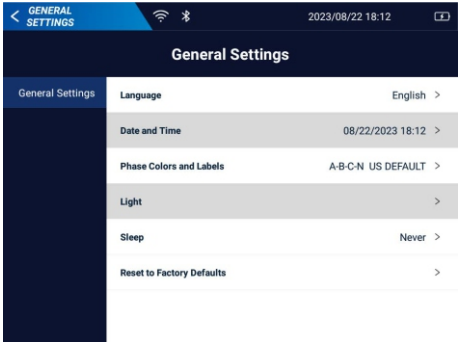 GENERAL
SETTINGS
2023/08/22 18:12
General Settings
General Settings
Language English >
Date and Time 08/22/2023 18:12 >
Phase Colors and Labels A-B-C-N US DEFAULT >
Light >
Sleep Never >
Reset to Factory Defaults >